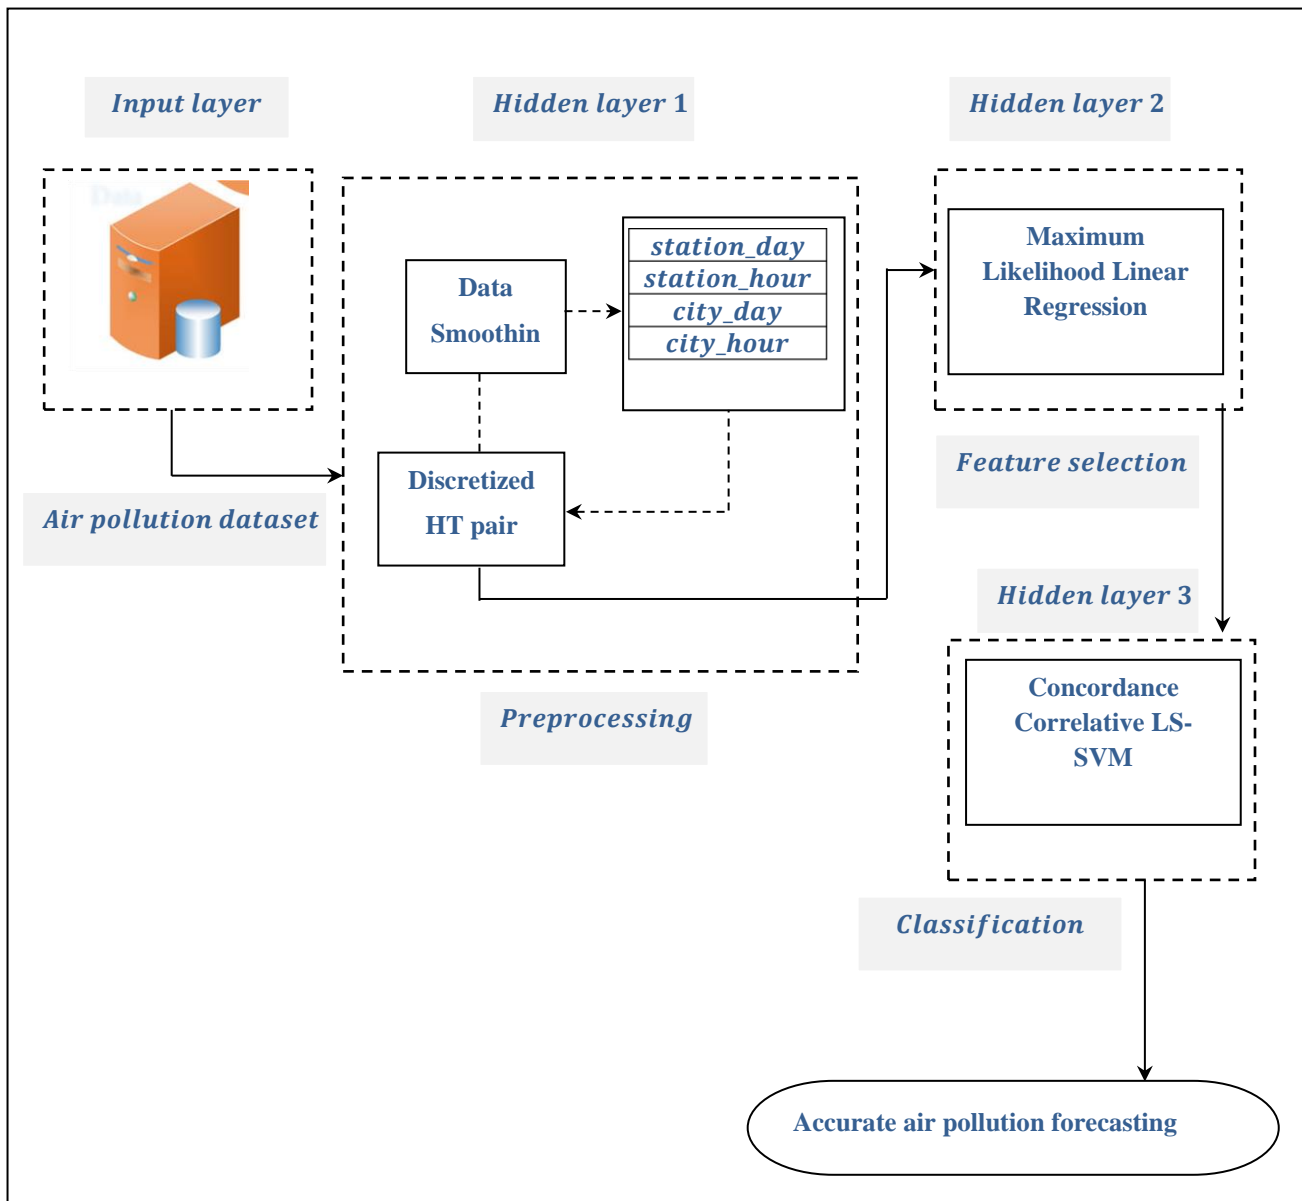 Input layer
Hidden layer 1
Hidden layer 2
Data
station_day
station_hour
city_day
city_hour
Data
Smoothin
Maximum
Likelihood Linear
Regression
Discretized
HT pair
Air pollution dataset
Feature selection
Hidden layer 3
Preprocessing
Concordance
Correlative LS-
SVM
Classification
Accurate air pollution forecasting